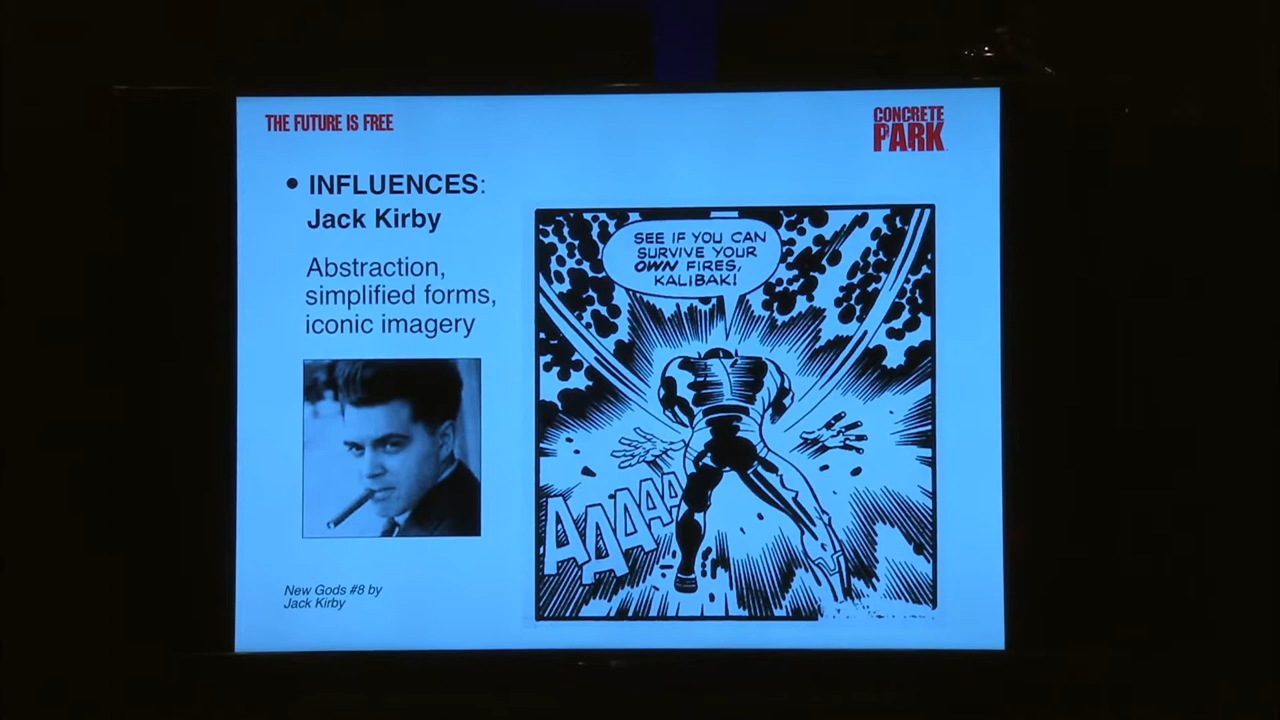 THE FUTURE IS FREE
CONCRETE
PARK
• INFLUENCES:
Jack Kirby
Abstraction,
simplified forms,
iconic imagery
SEE IF YOU CAN
SURVIVE YOUR
OWN FIRES,
KALIBAK!
AAAAA
New Gods #8 by
Jack Kirby